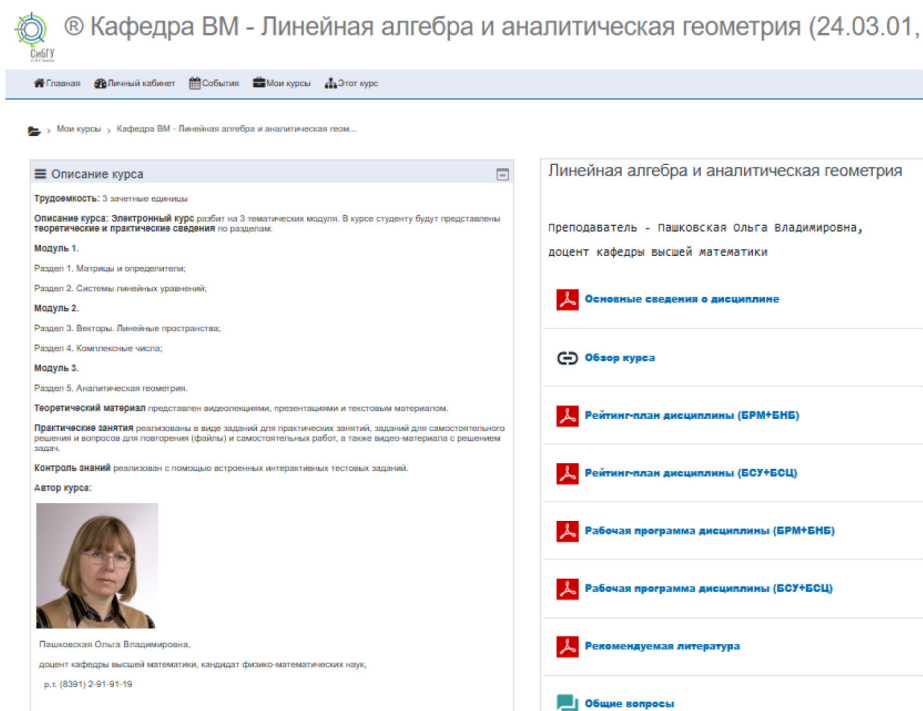 ® Кафедра ВМ - Линейная алгебра и аналитическая геометрия (24.03.01,
СибГУ
Главная Личный кабинет События Мои курсы Этот курс
Мои курсы > Кафедра ВМ - Линейная алгебра и аналитическая геом...
Описание курса
Трудоемкость: 3 зачетные единицы
Описание курса: Электронный курс разбит на 3 тематических модуля. В курсе студенту будут представлены
теоретические и практические сведения по разделам:
Модуль 1.
Раздел 1. Матрицы и определители;
Раздел 2. Системы линейных уравнений;
Модуль 2.
Раздел 3. Векторы. Линейные пространства;
Раздел 4. Комплексные числа;
Модуль 3.
Раздел 5. Аналитическая геометрия.
Теоретический материал представлен видеолекциями, презентациями и текстовым материалом.
Практические занятия реализованы в виде заданий для практических занятий, заданий для самостоятельного
решения и вопросов для повторения (файлы) и самостоятельных работ, а также видео-материала с решением
задач.
Контроль знаний реализован с помощью встроенных интерактивных тестовых заданий.
Автор курса:
Пашковская Ольга Владимировна,
доцент кафедры высшей математики, кандидат физико-математических наук,
р.т. (8391) 2-91-91-19
Линейная алгебра и аналитическая геометрия
Преподаватель - Пашковская Ольга Владимировна,
доцент кафедры высшей математики
Основные сведения о дисциплине
Обзор курса
Рейтинг-план дисциплины (БРМ+БНБ)
Рейтинг-план дисциплины (БСУ+БСЦ)
Рабочая программа дисциплины (БРМ+БНБ)
Рабочая программа дисциплины (БСУ+БСЦ)
Рекомендуемая литература
Общие вопросы